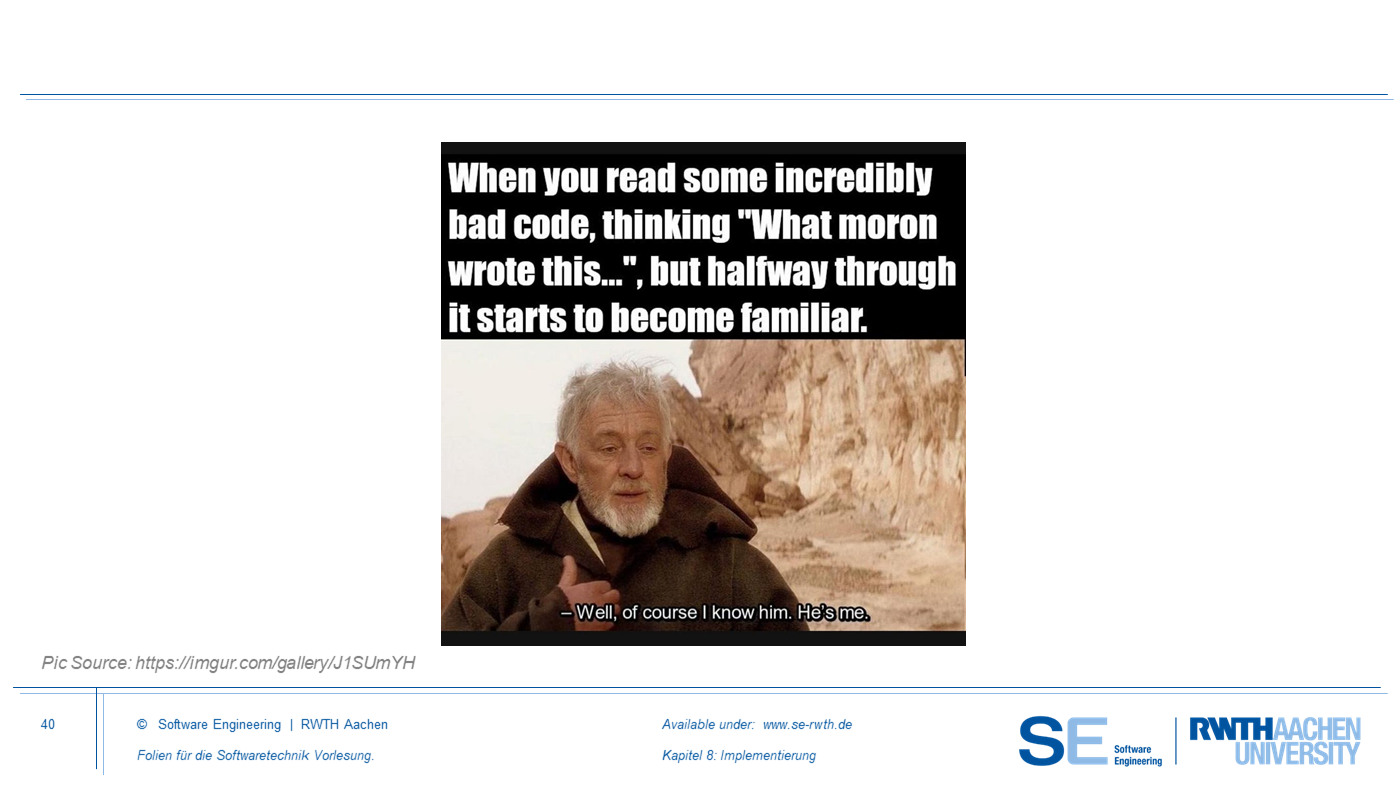 When you read some incredibly
bad code, thinking "What moron
wrote this...", but halfway through
it starts to become familiar.
– Well, of course I know him. He's me.
Pic Source: https://imgur.com/gallery/J1SUmYH
40
© Software Engineering | RWTH Aachen
Folien für die Softwaretechnik Vorlesung.
Available under: www.se-rwth.de
Kapitel 8: Implementierung
SE Software
Engineering
RWTHAACHEN
UNIVERSITY